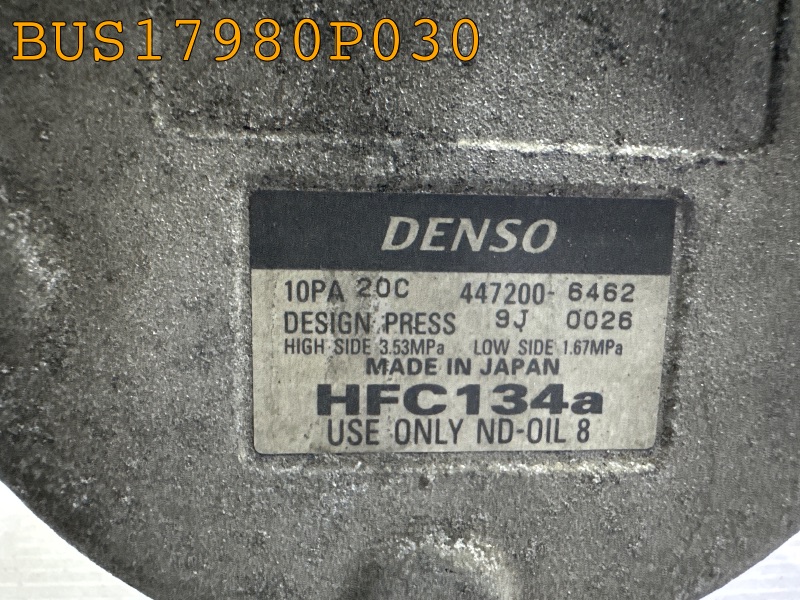 BUS17980P030
DENSO
10PA 20C 447200-6462
DESIGN PRESS 9J 0026
HIGH SIDE 3.53MPa LOW SIDE 1.67MPa
MADE IN JAPAN
HFC134a
USE ONLY ND-OIL 8